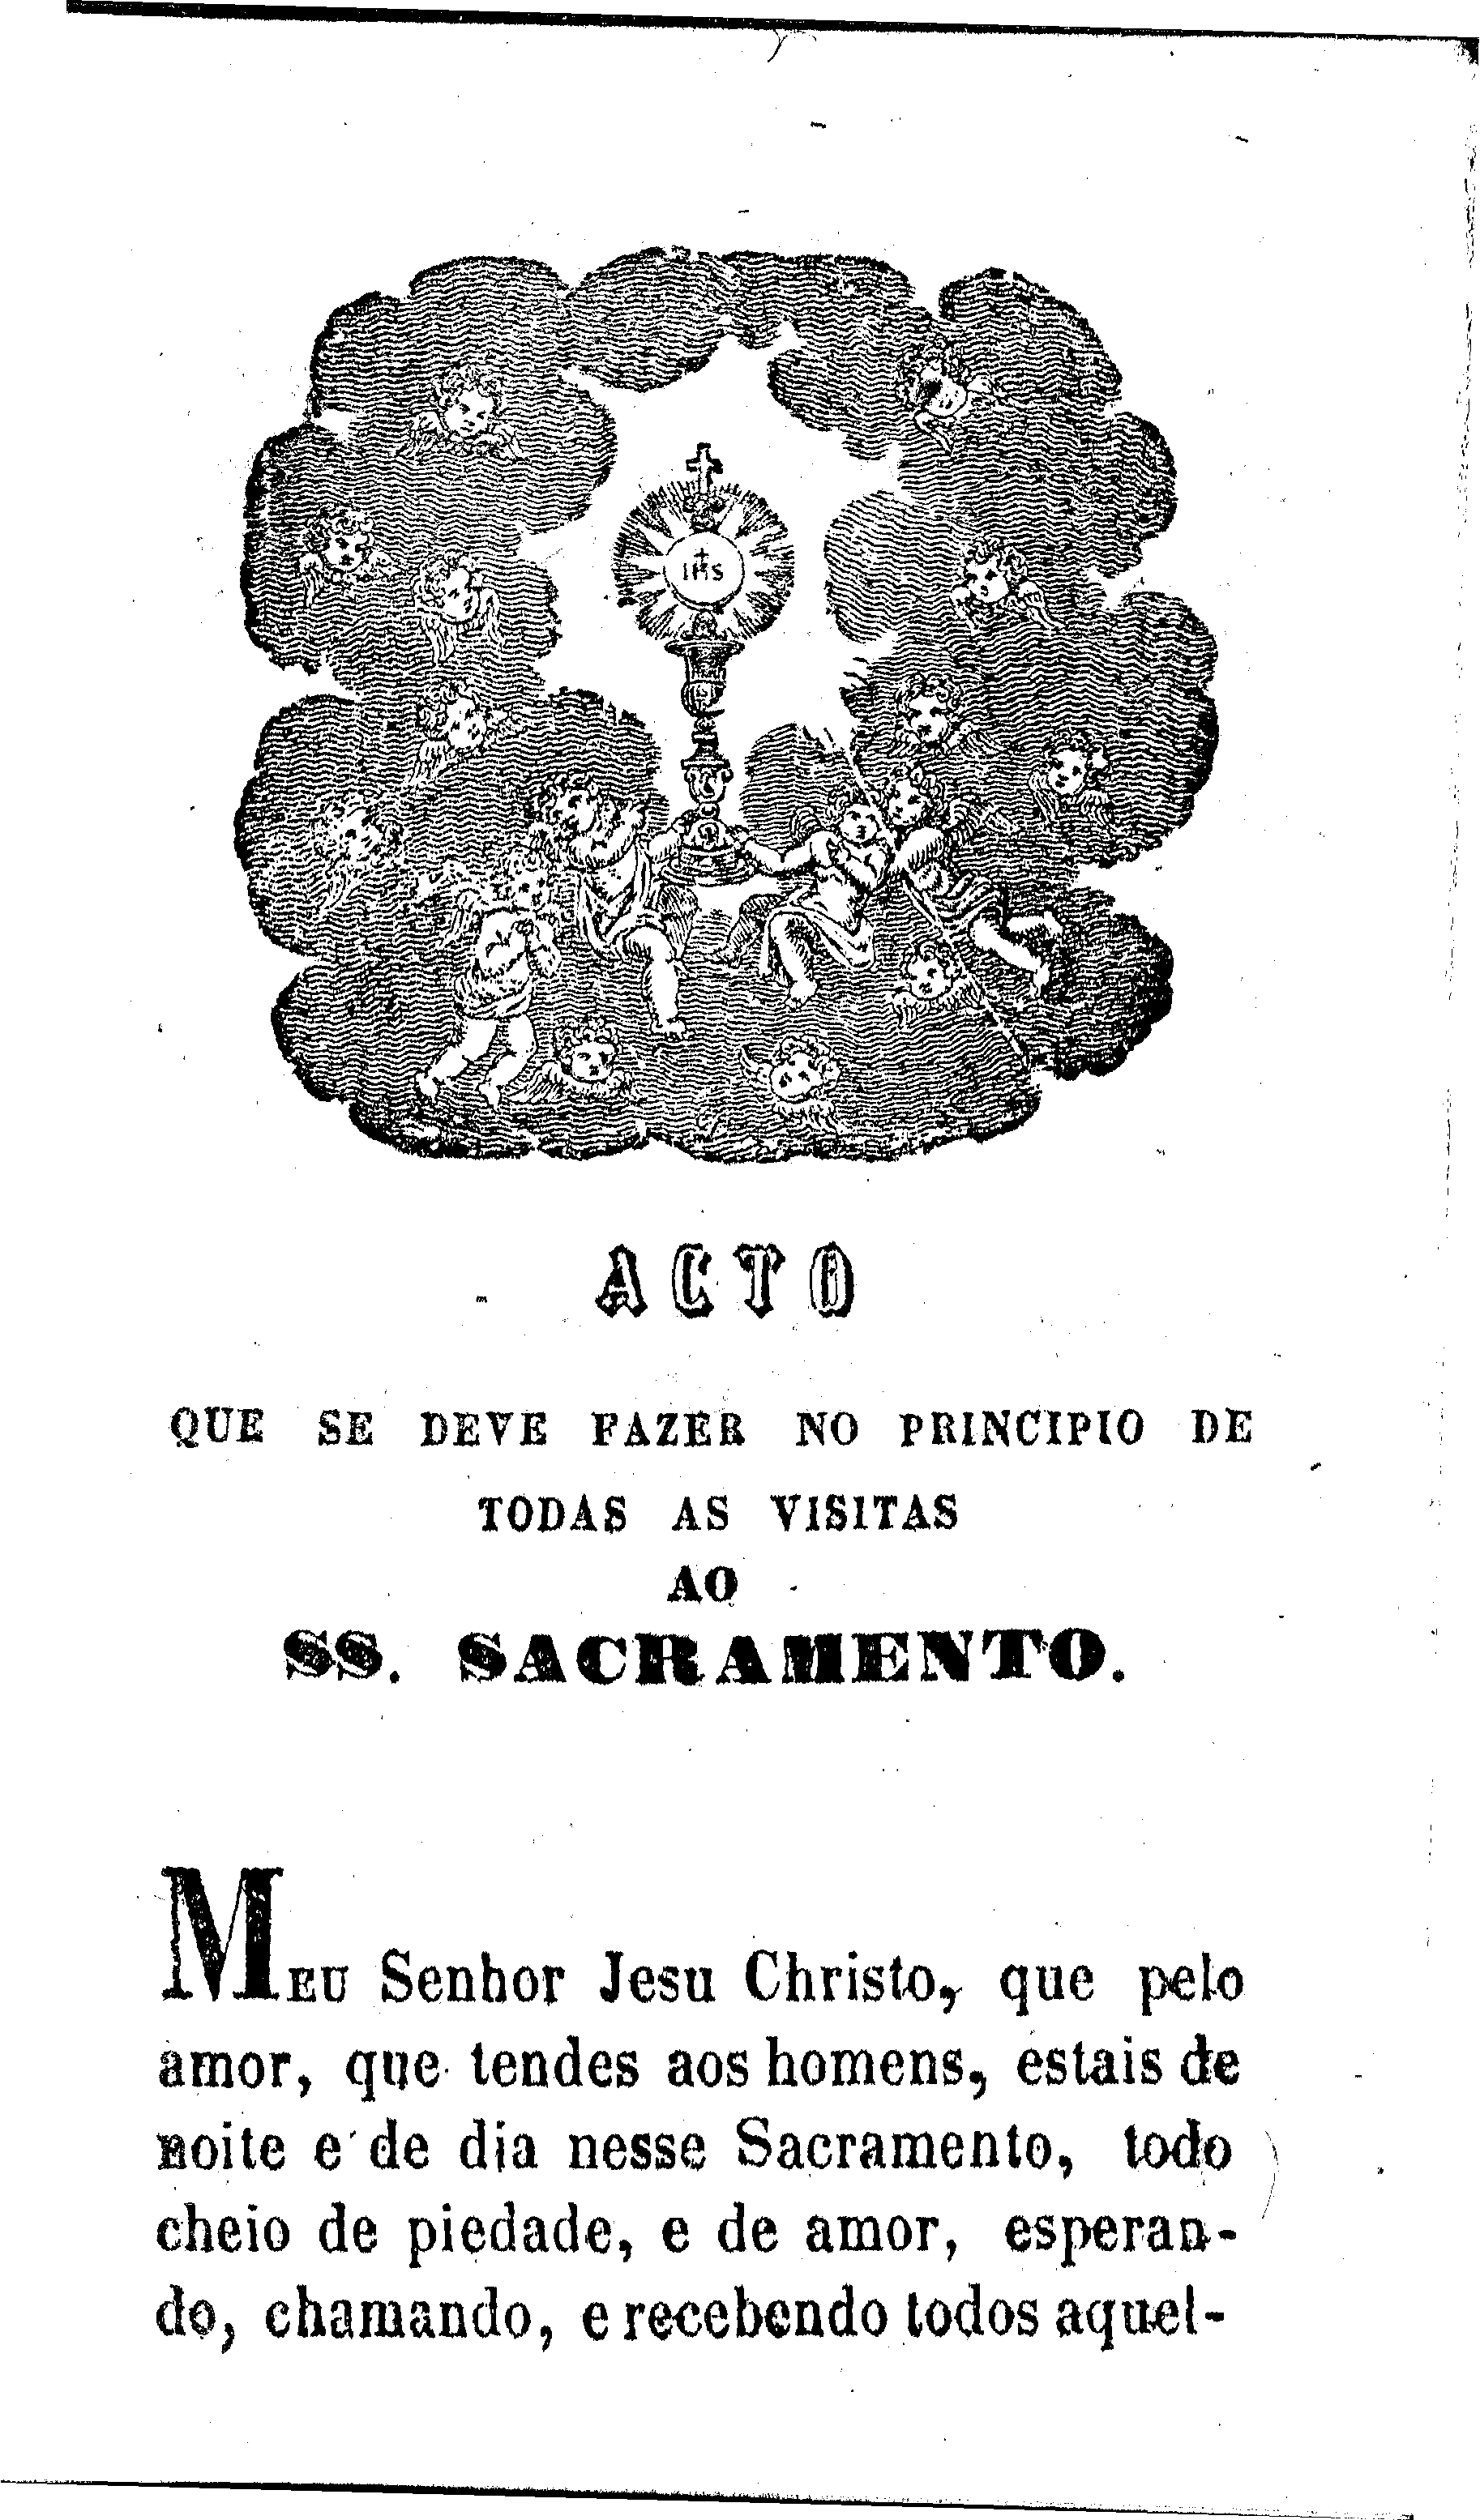 IHS
ACTO
QUE SE DEVE FAZER NO PRINCIPIO DE
TODAS AS VISITAS
AO
SS. SACRAMENTO.
MEU Senhor Jesu Christo, que pelo
amor, que tendes aos homens, estais de
noite e de dia nesse Sacramento, todo
cheio de piedade, e de amor, esperan-
do, chamando, e recebendo todos aquel-